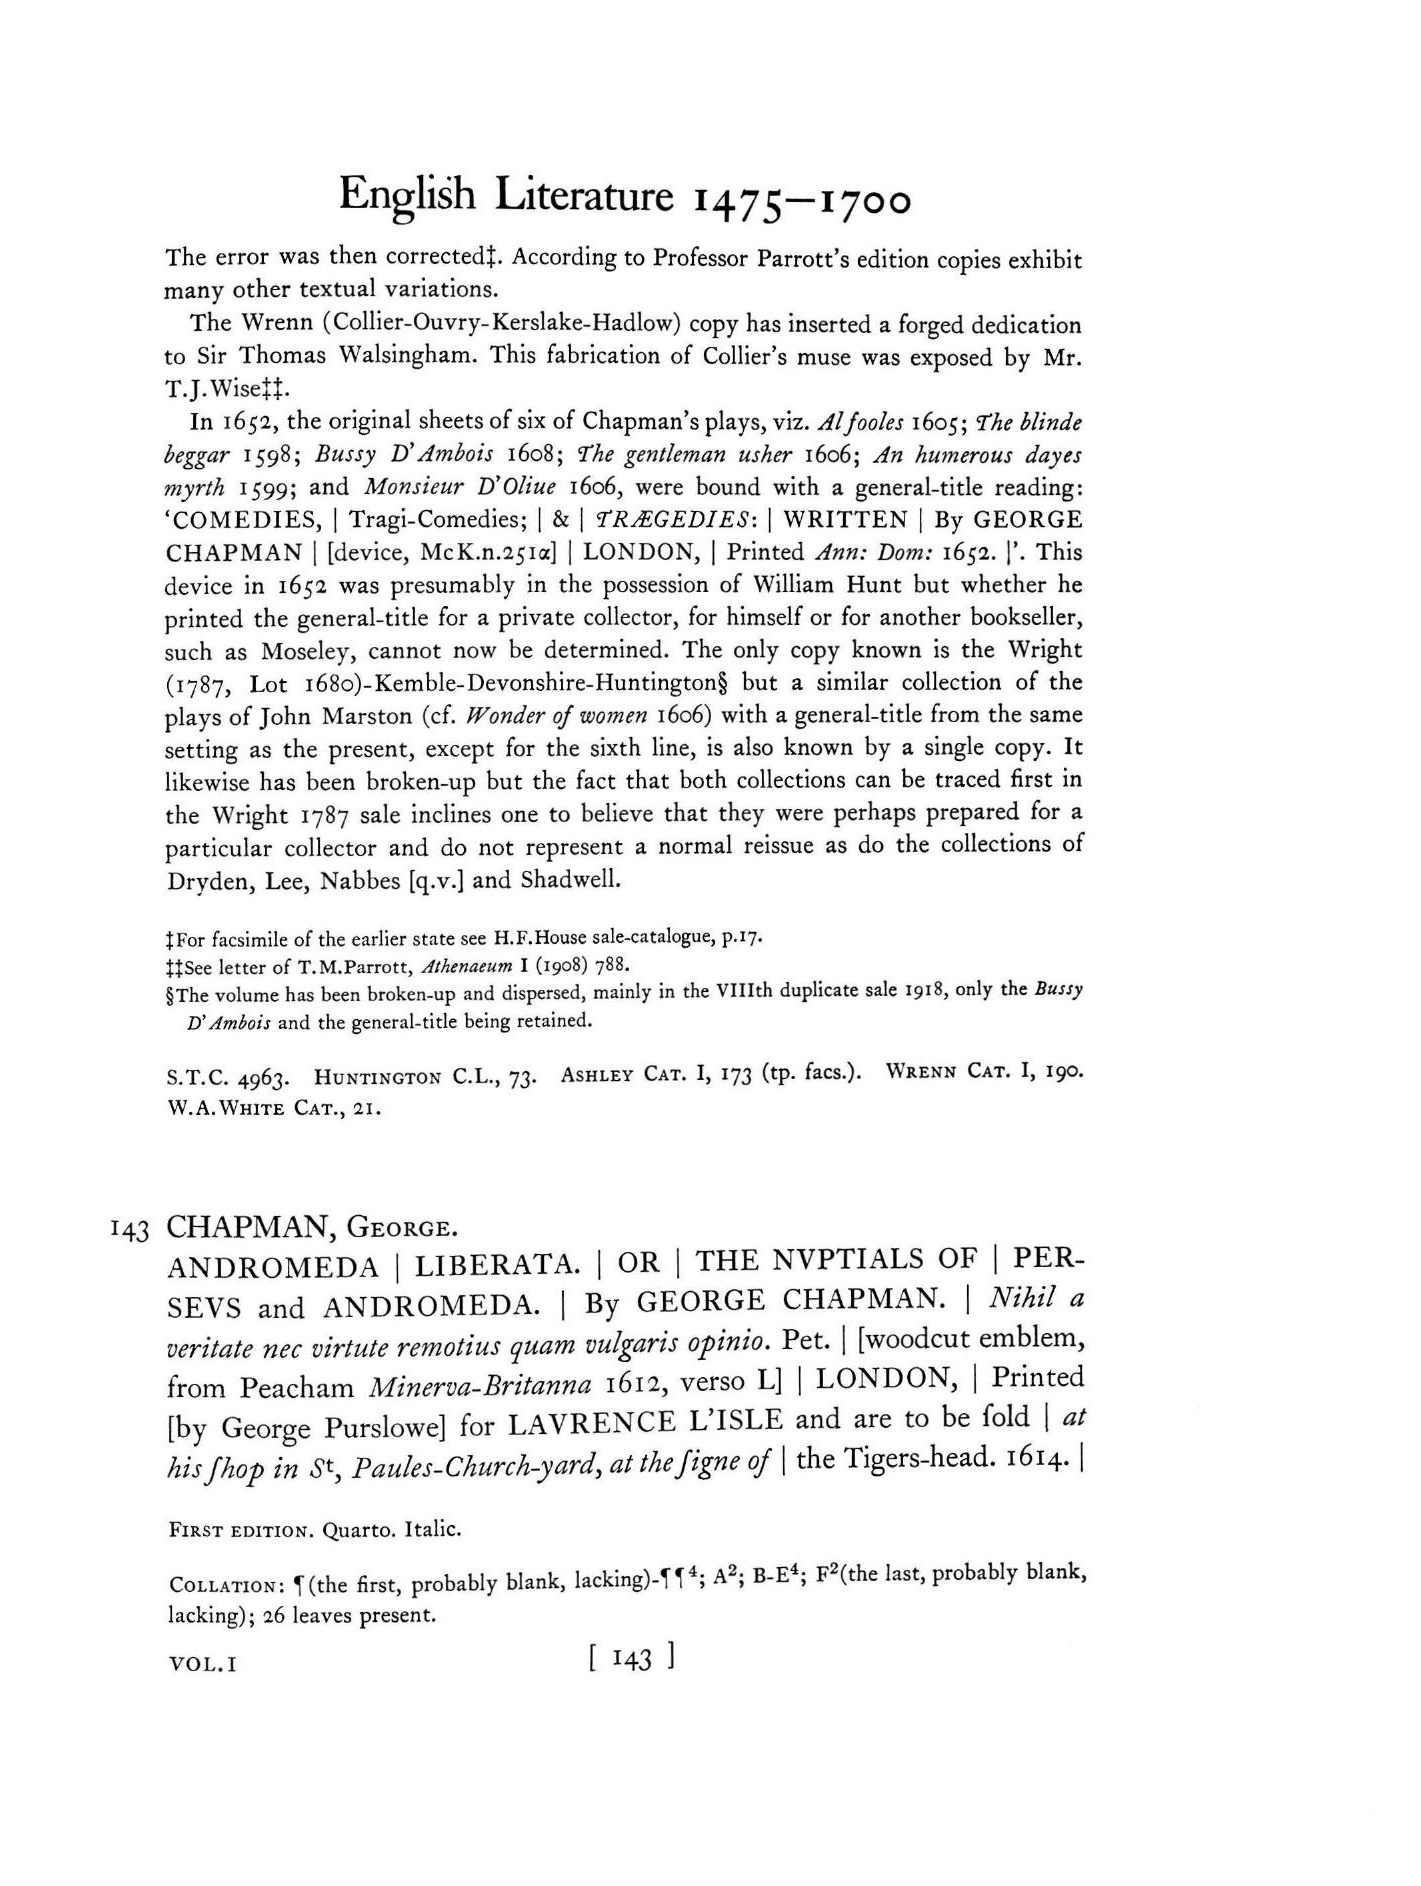 English Literature 1475—1700
The error was then corrected‡. According to Professor Parrott's edition copies exhibit
many other textual variations.
The Wrenn (Collier-Ouvry-Kerslake-Hadlow) copy has inserted a forged dedication
to Sir Thomas Walsingham. This fabrication of Collier's muse was exposed by Mr.
T.J.Wise‡‡.
In 1652, the original sheets of six of Chapman's plays, viz. Al fooles 1605; The blinde
beggar 1598; Bussy D'Ambois 1608; The gentleman usher 1606; An humerous dayes
myrth 1599; and Monsieur D'Oliue 1606, were bound with a general-title reading:
‘COMEDIES, | Tragi-Comedies; | & | TRÆGEDIES: | WRITTEN | By GEORGE
CHAPMAN | [device, McK.n.251α] | LONDON, | Printed Ann: Dom: 1652. |’. This
device in 1652 was presumably in the possession of William Hunt but whether he
printed the general-title for a private collector, for himself or for another bookseller,
such as Moseley, cannot now be determined. The only copy known is the Wright
(1787, Lot 1680)-Kemble-Devonshire-Huntington§ but a similar collection of the
plays of John Marston (cf. Wonder of women 1606) with a general-title from the same
setting as the present, except for the sixth line, is also known by a single copy. It
likewise has been broken-up but the fact that both collections can be traced first in
the Wright 1787 sale inclines one to believe that they were perhaps prepared for a
particular collector and do not represent a normal reissue as do the collections of
Dryden, Lee, Nabbes [q.v.] and Shadwell.
‡For facsimile of the earlier state see H.F.House sale-catalogue, p.17.
‡‡See letter of T.M.Parrott, Athenaeum I (1908) 788.
§The volume has been broken-up and dispersed, mainly in the VIIIth duplicate sale 1918, only the Bussy
D'Ambois and the general-title being retained.
S.T.C. 4963. Huntington C.L., 73. Ashley Cat. I, 173 (tp. facs.). Wrenn Cat. I, 190.
W.A.White Cat., 21.
143 CHAPMAN, George.
ANDROMEDA | LIBERATA. | OR | THE NVPTIALS OF | PER-
SEVS and ANDROMEDA. | By GEORGE CHAPMAN. | Nihil a
veritate nec virtute remotius quam vulgaris opinio. Pet. | [woodcut emblem,
from Peacham Minerva-Britanna 1612, verso L] | LONDON, | Printed
[by George Purslowe] for LAVRENCE L'ISLE and are to be ſold | at
his ſhop in St, Paules-Church-yard, at the ſigne of | the Tigers-head. 1614. |
First edition. Quarto. Italic.
Collation: ¶(the first, probably blank, lacking)-¶¶⁴; A²; B-E⁴; F²(the last, probably blank,
lacking); 26 leaves present.
VOL.I [ 143 ]